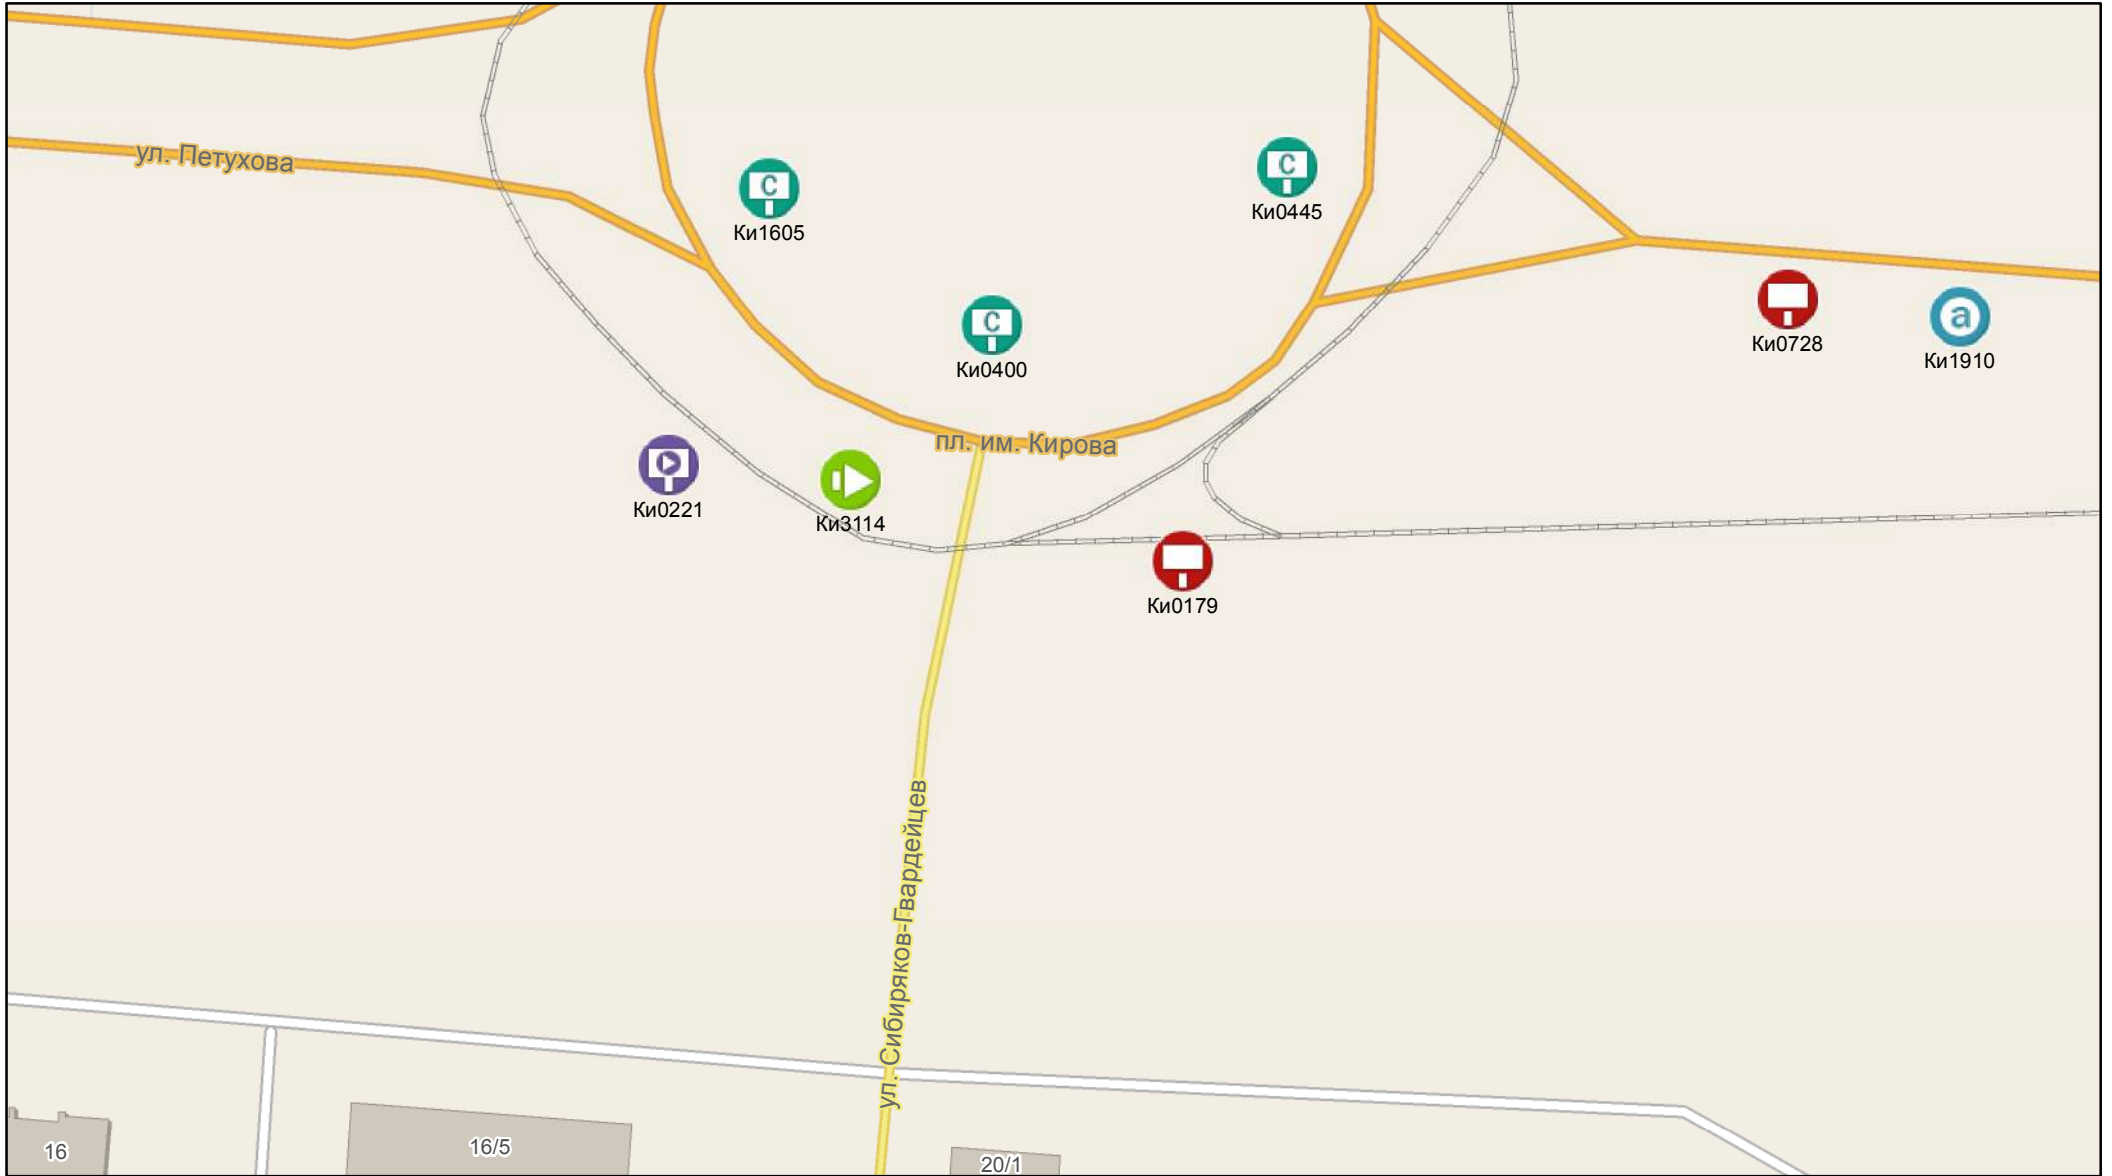 ул. Петухова
С
Ки1605
С
Ки0445
С
Ки0400
Ки0728
a
Ки1910
пл. им. Кирова
Ки0221
Ки3114
Ки0179
ул. Сибиряков-Гвардейцев
16
16/5
20/1